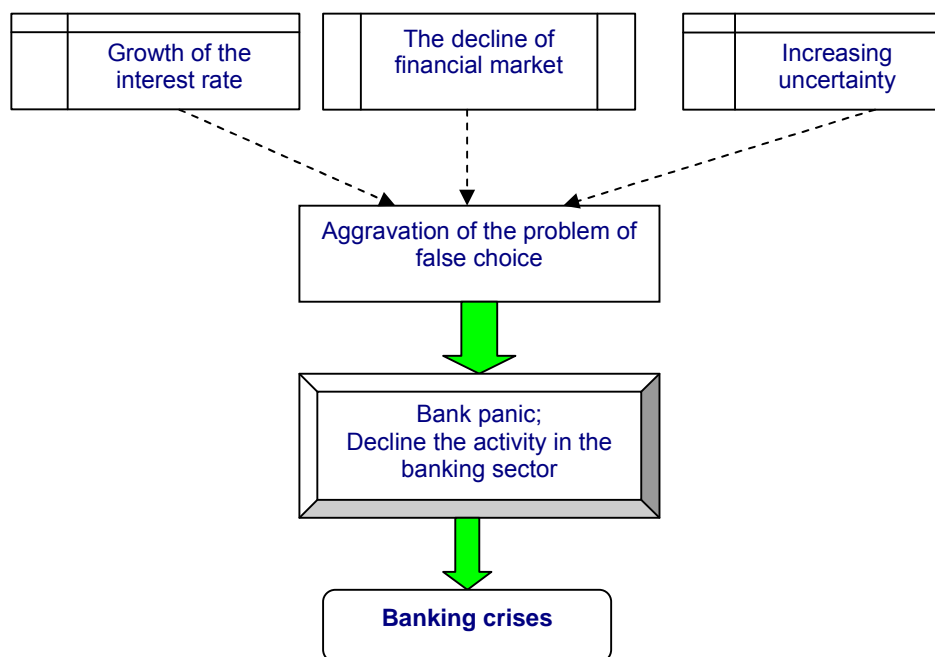 Growth of the
interest rate
The decline of
financial market
Increasing
uncertainty
Aggravation of the problem of
false choice
Bank panic;
Decline the activity in the
banking sector
Banking crises